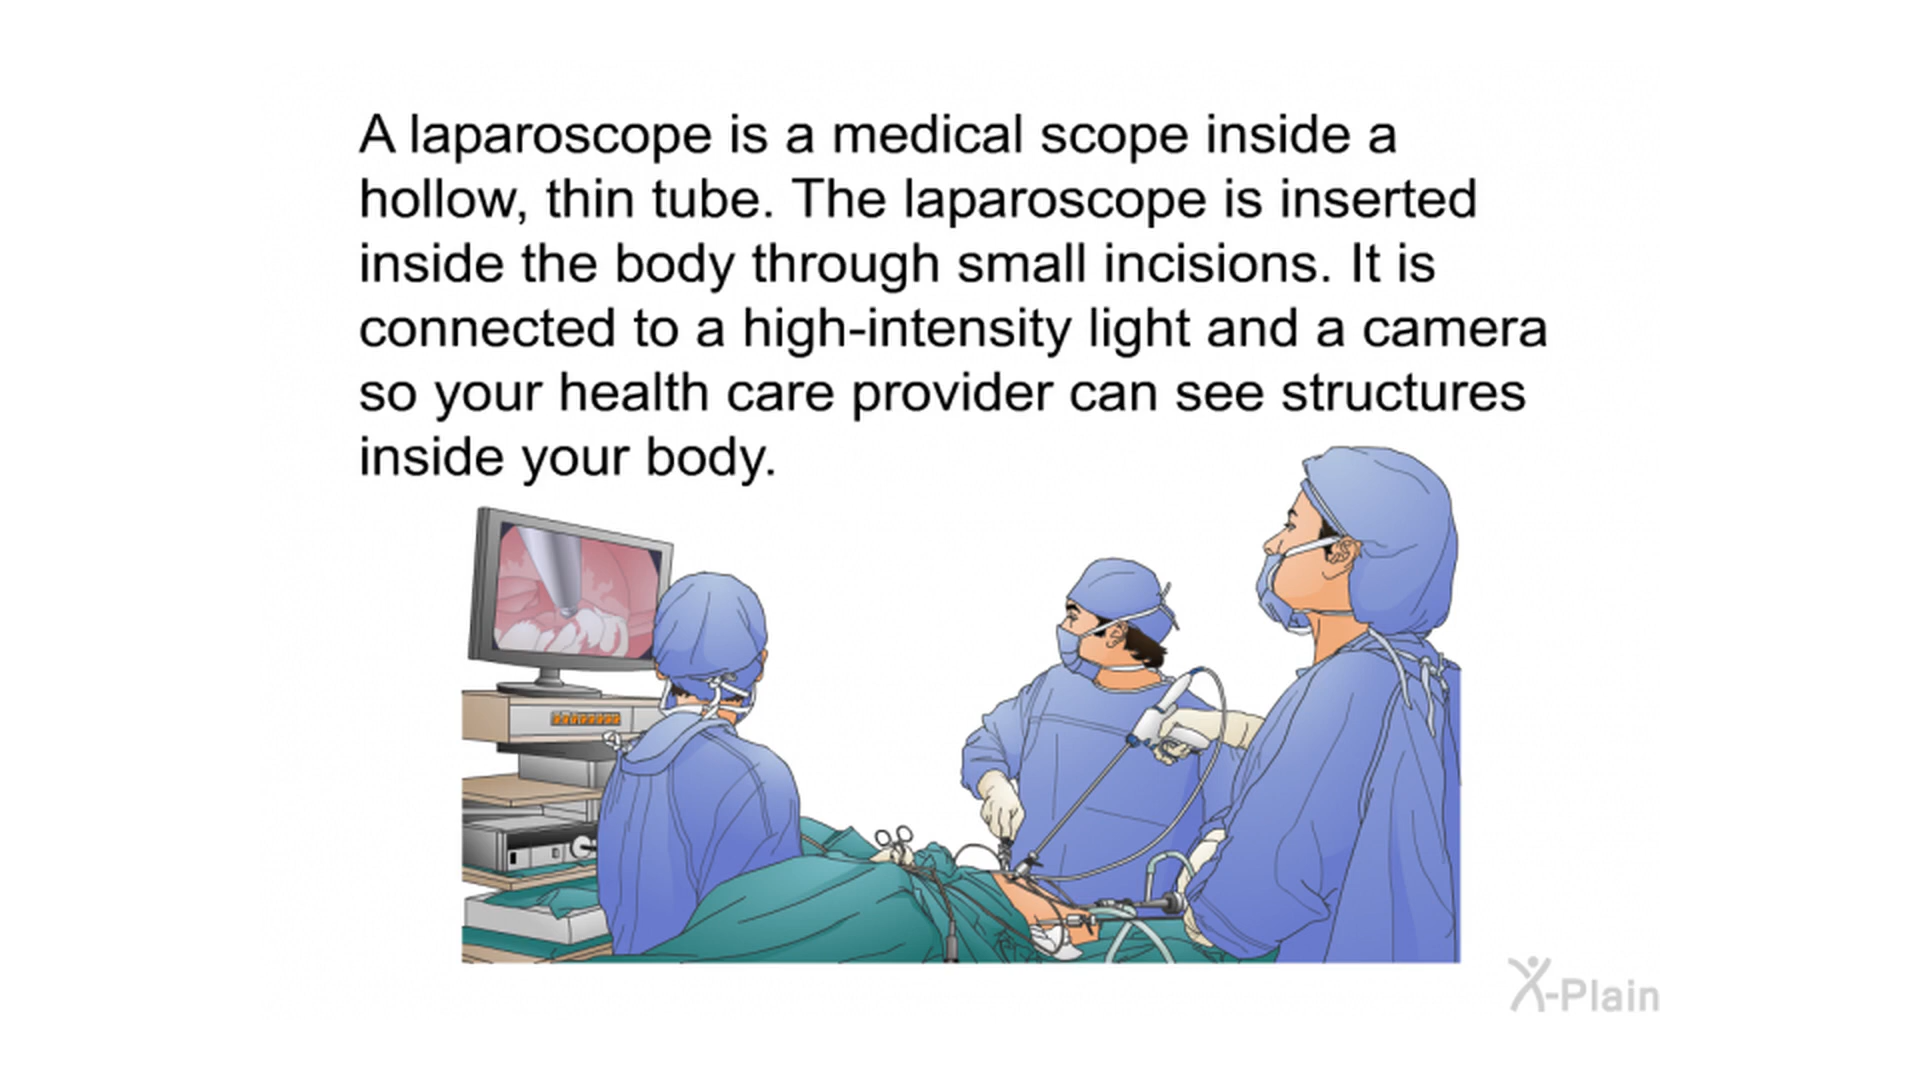 A laparoscope is a medical scope inside a
hollow, thin tube. The laparoscope is inserted
inside the body through small incisions. It is
connected to a high-intensity light and a camera
so your health care provider can see structures
inside your body.
X-Plain